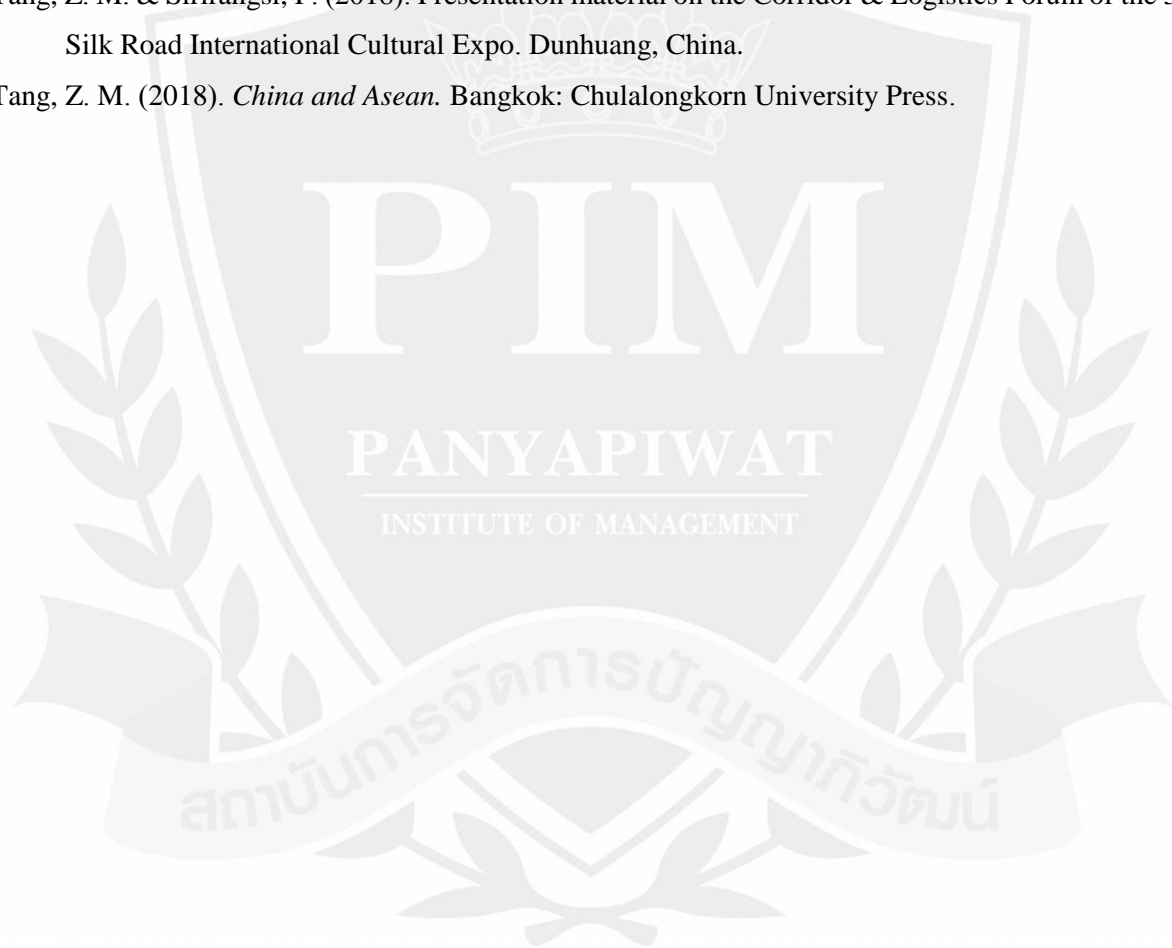 Z. M. & Sirirangsi, P. (2018). Presentation material on the Corridor & Logistics Forum of the
Silk Road International Cultural Expo. Dunhuang, China.
Tang, Z. M. (2018). China and Asean. Bangkok: Chulalongkorn University Press.
PIM
PANYAPIWAT
INSTITUTE OF MANAGEMENT
สถาบันการจัดการปัญญาภิวัฒน์